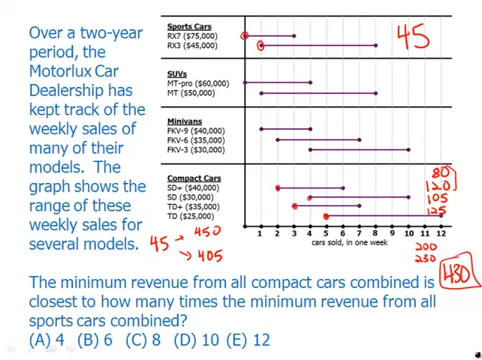 Over a two-year
period, the
Motorlux Car
Dealership has
kept track of the
weekly sales of
many of their
models. The
graph shows the
range of these
weekly sales for
several models.
Sports Cars
RX7 ($75,000)
RX3 ($45,000)
45
SUVs
MT-pro ($60,000)
MT ($50,000)
Minivans
FKV-9 ($40,000)
FKV-6 ($35,000)
FKV-3 ($30,000)
Compact Cars
SD+ ($40,000)
SD ($30,000)
TD+ ($35,000)
TD ($25,000)
80
120
105
125
1 2 3 4 5 6 7 8 9 10 11 12
cars sold, in one week
200
230
430
45 → 450
→ 405
The minimum revenue from all compact cars combined is
closest to how many times the minimum revenue from all
sports cars combined?
(A) 4 (B) 6 (C) 8 (D) 10 (E) 12